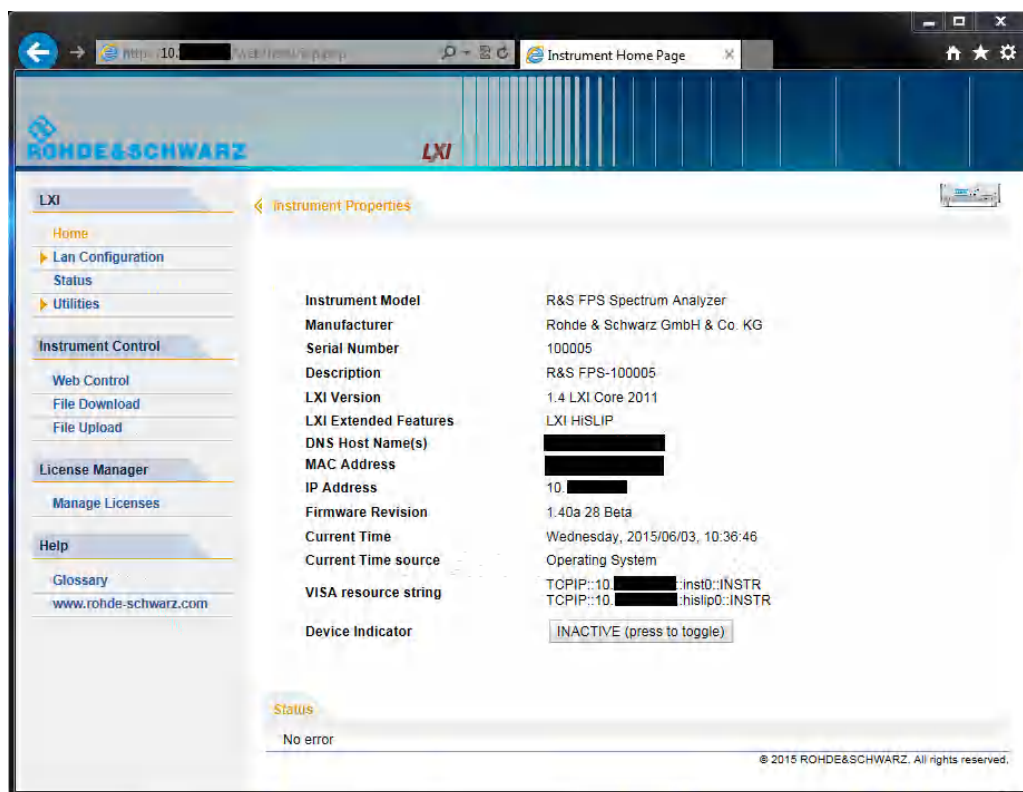 10.
Instrument Home Page
ROHDE&SCHWARZ
LXI
LXI
Home
Lan Configuration
Status
Utilities
Instrument Control
Web Control
File Download
File Upload
License Manager
Manage Licenses
Help
Glossary
www.rohde-schwarz.com
Instrument Properties
Instrument Model R&S FPS Spectrum Analyzer
Manufacturer Rohde & Schwarz GmbH & Co. KG
Serial Number 100005
Description R&S FPS-100005
LXI Version 1.4 LXI Core 2011
LXI Extended Features LXI HiSLIP
DNS Host Name(s)
MAC Address
IP Address 10.
Firmware Revision 1.40a 28 Beta
Current Time Wednesday, 2015/06/03, 10:36:46
Current Time source Operating System
VISA resource string TCPIP::10. ::inst0::INSTR
TCPIP::10. :hislip0::INSTR
Device Indicator INACTIVE (press to toggle)
Status
No error
© 2015 ROHDE&SCHWARZ. All rights reserved.